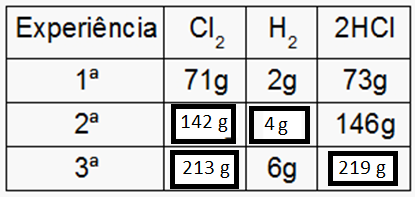 Experiência Cl₂ H₂ 2HCl
1ª 71g 2g 73g
2ª 142 g 4 g 146g
3ª 213 g 6g 219 g